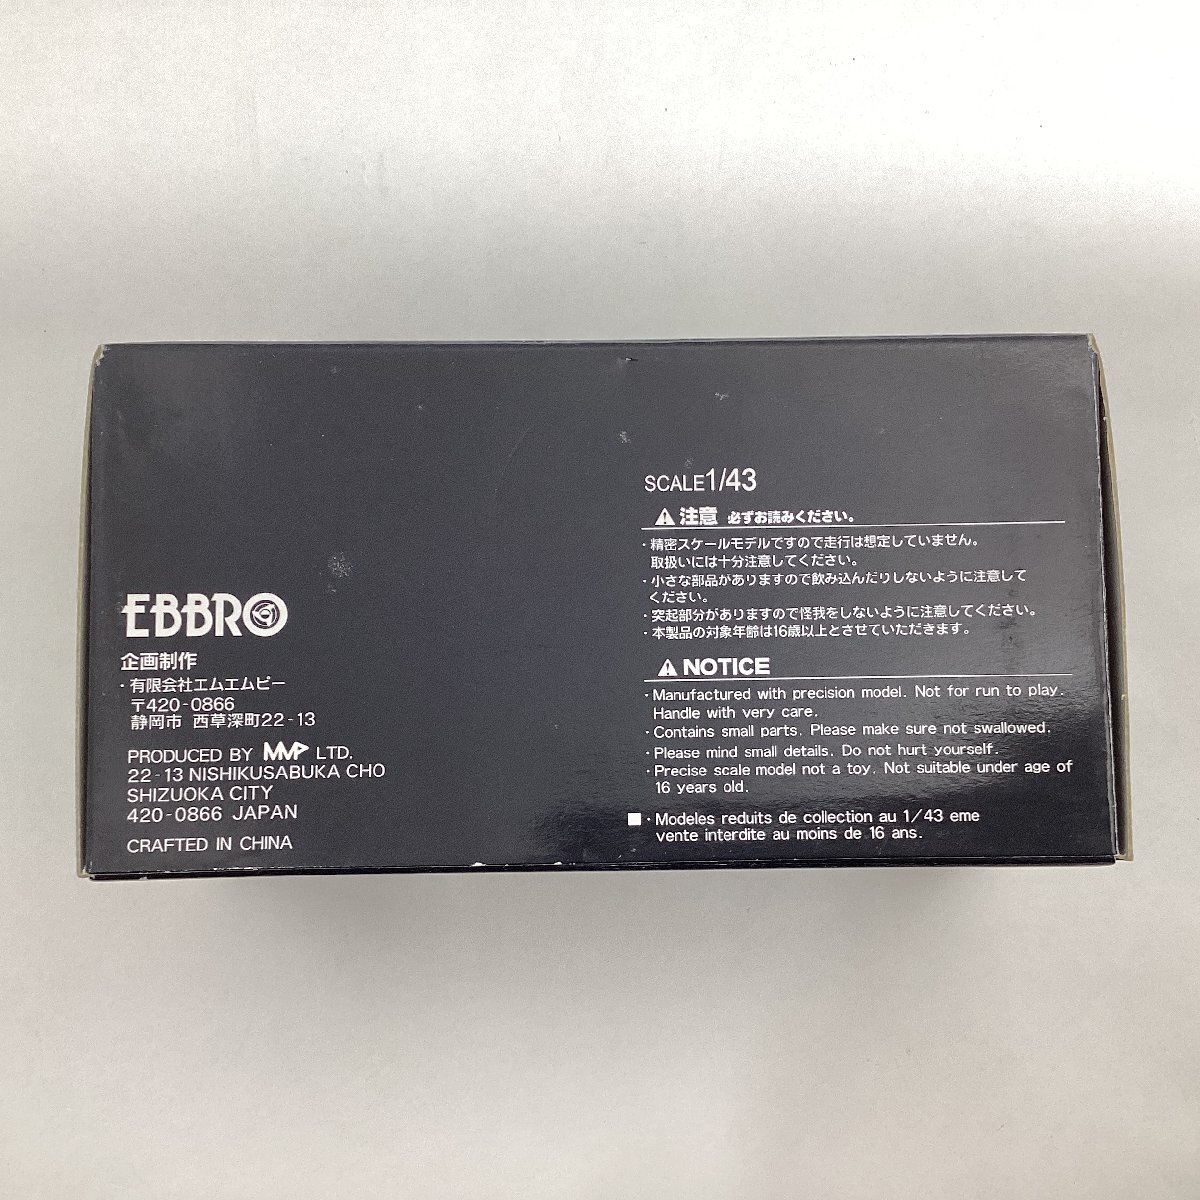 EBBRO
企画制作
・有限会社エムエムピー
〒420-0866
静岡市 西草深町22-13
PRODUCED BY MMP LTD.
22-13 NISHIKUSABUKA CHO
SHIZUOKA CITY
420-0866 JAPAN
CRAFTED IN CHINA
SCALE1/43
⚠注意 必ずお読みください。
・精密スケールモデルですので走行は想定していません。
取扱いには十分注意してください。
・小さな部品がありますので飲み込んだりしないように注意して
ください。
・突起部分がありますので怪我をしないように注意してください。
・本製品の対象年齢は16歳以上とさせていただきます。
⚠NOTICE
・Manufactured with precision model. Not for run to play.
Handle with very care.
・Contains small parts. Please make sure not swallowed.
・Please mind small details. Do not hurt yourself.
・Precise scale model not a toy. Not suitable under age of
16 years old.
■・Modeles reduits de collection au 1/43 eme
vente interdite au moins de 16 ans.